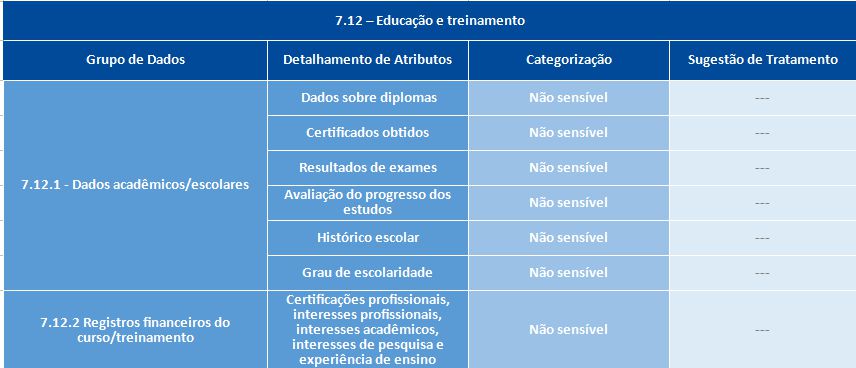 7.12 – Educação e treinamento
Grupo de Dados
Detalhamento de Atributos
Categorização
Sugestão de Tratamento
7.12.1 - Dados acadêmicos/escolares
Dados sobre diplomas
Não sensível
---
Certificados obtidos
Não sensível
---
Resultados de exames
Não sensível
---
Avaliação do progresso dos
estudos
Não sensível
---
Histórico escolar
Não sensível
---
Grau de escolaridade
Não sensível
---
7.12.2 Registros financeiros do
curso/treinamento
Certificações profissionais,
interesses profissionais,
interesses acadêmicos,
interesses de pesquisa e
experiência de ensino
Não sensível
---